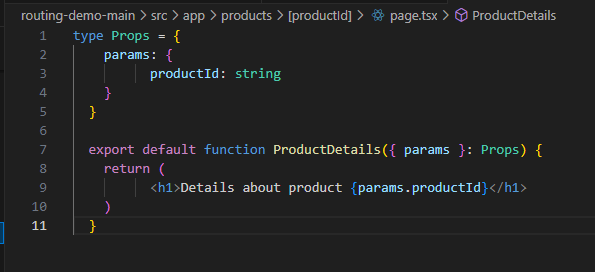 routing-demo-main > src > app > products > [productId] > page.tsx > ProductDetails
1 type Props = {
2 params: {
3 productId: string
4 }
5 }
6
7 export default function ProductDetails({ params }: Props) {
8 return (
9 <h1>Details about product {params.productId}</h1>
10 )
11 }